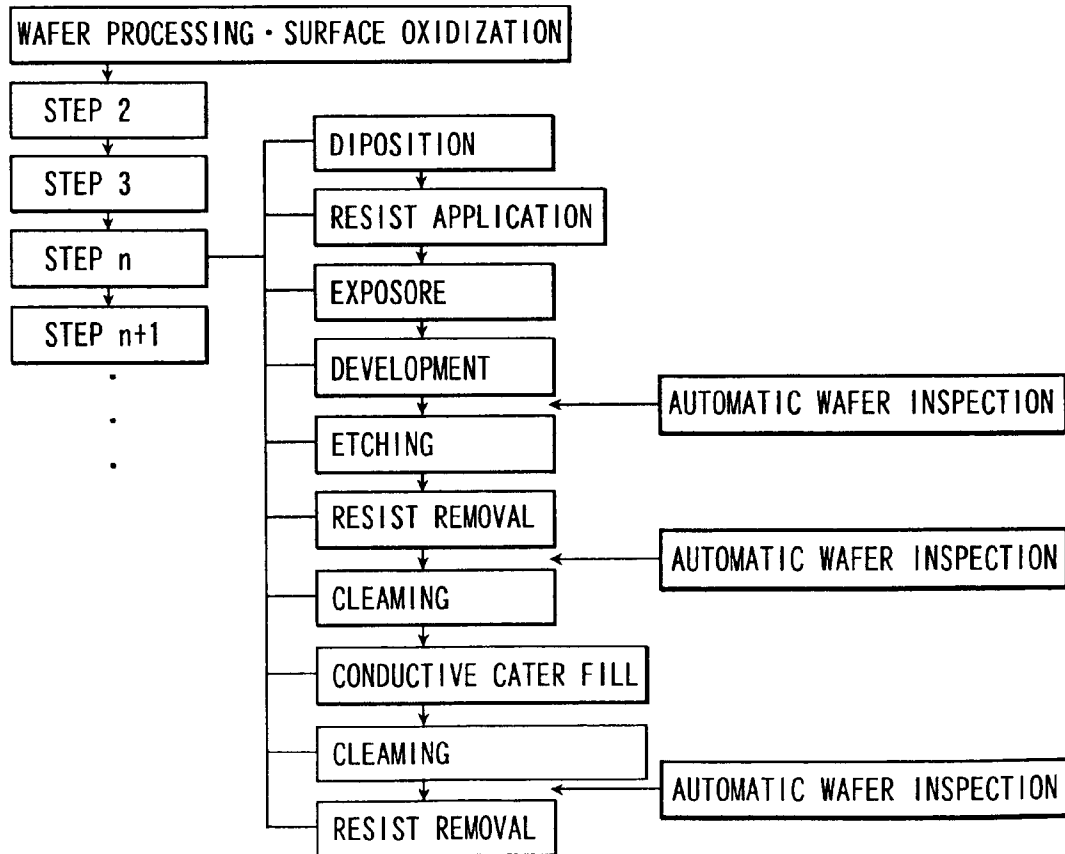 WAFER PROCESSING・SURFACE OXIDIZATION
STEP 2
STEP 3
STEP n
STEP n+1
DIPOSITION
RESIST APPLICATION
EXPOSORE
DEVELOPMENT
ETCHING
RESIST REMOVAL
CLEAMING
CONDUCTIVE CATER FILL
CLEAMING
RESIST REMOVAL
AUTOMATIC WAFER INSPECTION
AUTOMATIC WAFER INSPECTION
AUTOMATIC WAFER INSPECTION